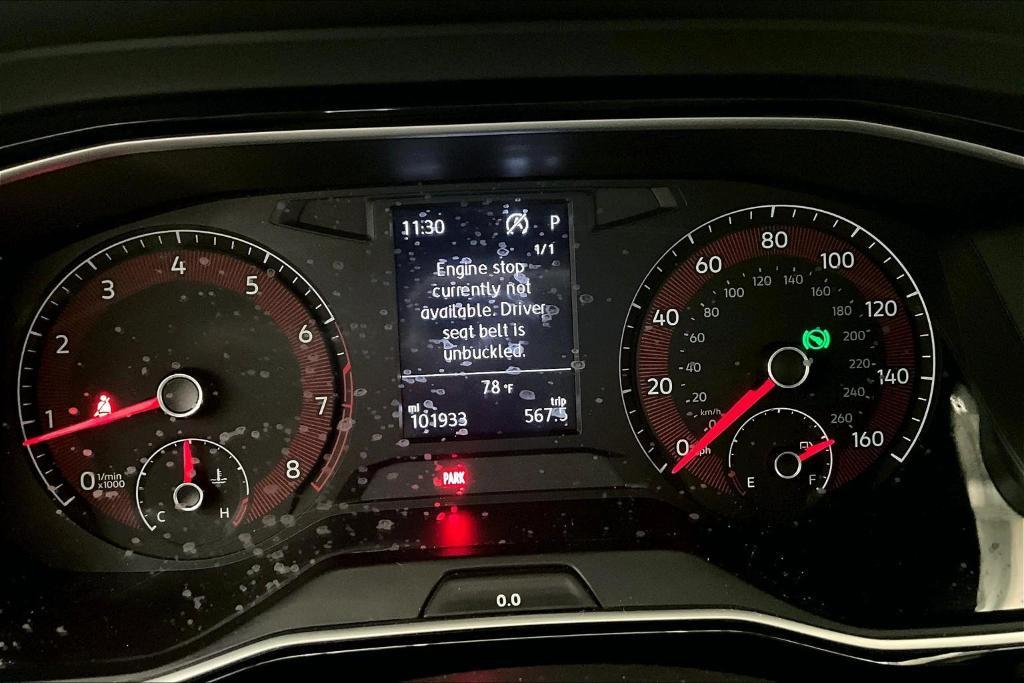 11:30 P
1/1
Engine stop
currently not
available. Driver
seat belt is
unbuckled.
78 °F
mi trip
101933 567.5
PARK
0.0
0 1 2 3 4 5 6 7 8
1/min
x1000
C H
0 20 40 60 80 100 120 140 160
mph
0 20 40 60 80 100 120 140 160 180 200 220 240 260
km/h
E F